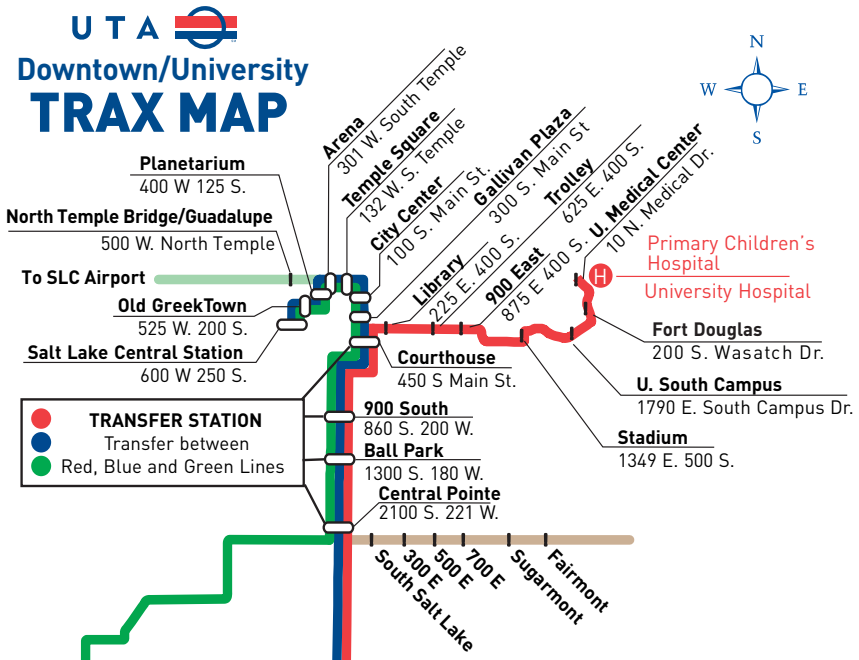 UTA
Downtown/University
TRAX MAP
N
W
E
S
Arena
301 W. South Temple
Temple Square
132 W. S. Temple
City Center
100 S. Main St.
Gallivan Plaza
300 S. Main St
Trolley
625 E. 400 S.
U. Medical Center
10 N. Medical Dr.
Library
225 E. 400 S.
900 East
875 E 400 S.
Planetarium
400 W 125 S.
North Temple Bridge/Guadalupe
500 W. North Temple
To SLC Airport
Old GreekTown
525 W. 200 S.
Salt Lake Central Station
600 W 250 S.
H
Primary Children's
Hospital
University Hospital
Fort Douglas
200 S. Wasatch Dr.
U. South Campus
1790 E. South Campus Dr.
Stadium
1349 E. 500 S.
Courthouse
450 S Main St.
900 South
860 S. 200 W.
Ball Park
1300 S. 180 W.
Central Pointe
2100 S. 221 W.
TRANSFER STATION
Transfer between
Red, Blue and Green Lines
South Salt Lake
300 E
500 E
700 E
Sugarmont
Fairmont